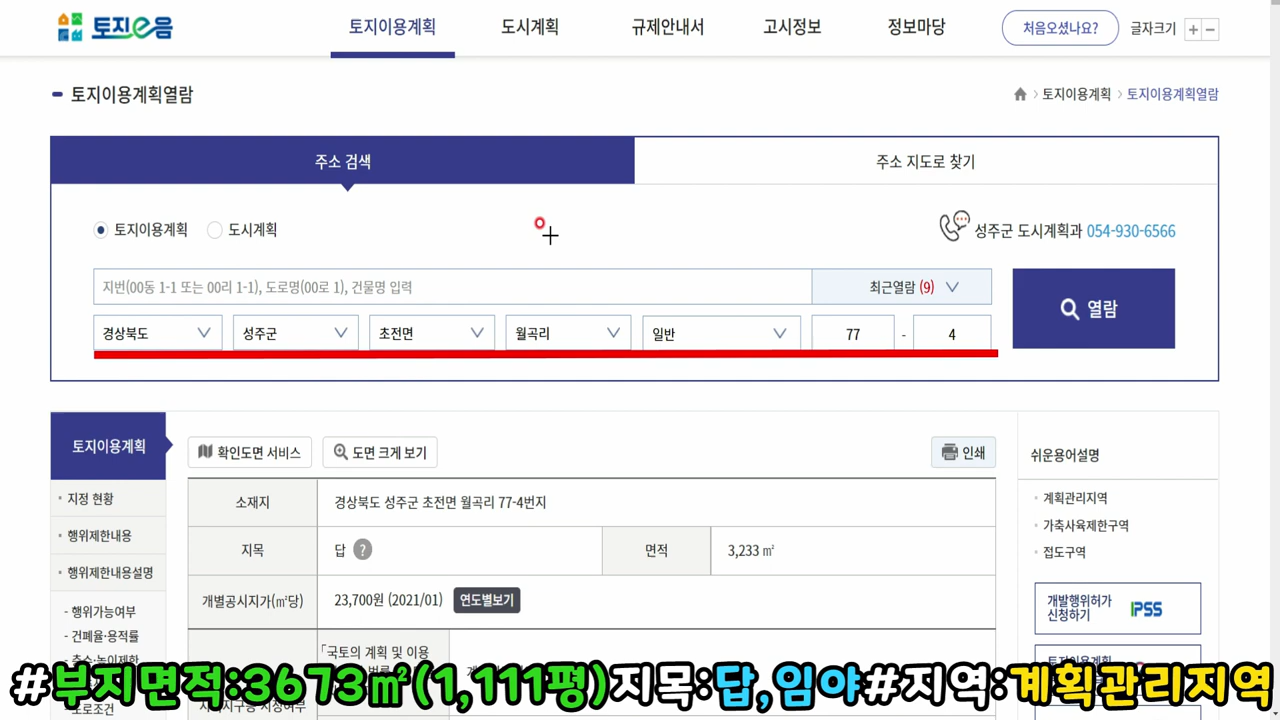 토지e음
토지이용계획 도시계획 규제안내서 고시정보 정보마당 처음오셨나요? 글자크기 + -
토지이용계획열람
토지이용계획 > 토지이용계획열람
주소 검색 주소 지도로 찾기
토지이용계획 도시계획 성주군 도시계획과 054-930-6566
지번(00동 1-1 또는 00리 1-1), 도로명(00로 1), 건물명 입력 최근열람 (9)
열람
경상북도 성주군 초전면 월곡리 일반 77 - 4
토지이용계획 확인도면 서비스 도면 크게 보기 인쇄 쉬운용어설명
지정 현황 소재지 경상북도 성주군 초전면 월곡리 77-4번지 계획관리지역
가축사육제한구역
행위제한내용 지목 답 ? 면적 3,233 ㎡ 접도구역
행위제한내용설명
개별공시지가(㎡당) 23,700원 (2021/01) 연도별보기 개발행위허가
신청하기 IPSS
- 행위가능여부
- 건폐율·용적률
「국토의 계획 및 이용
#부지면적:3673㎡(1,111평)지목:답,임야#지역:계획관리지역
- 도로조건